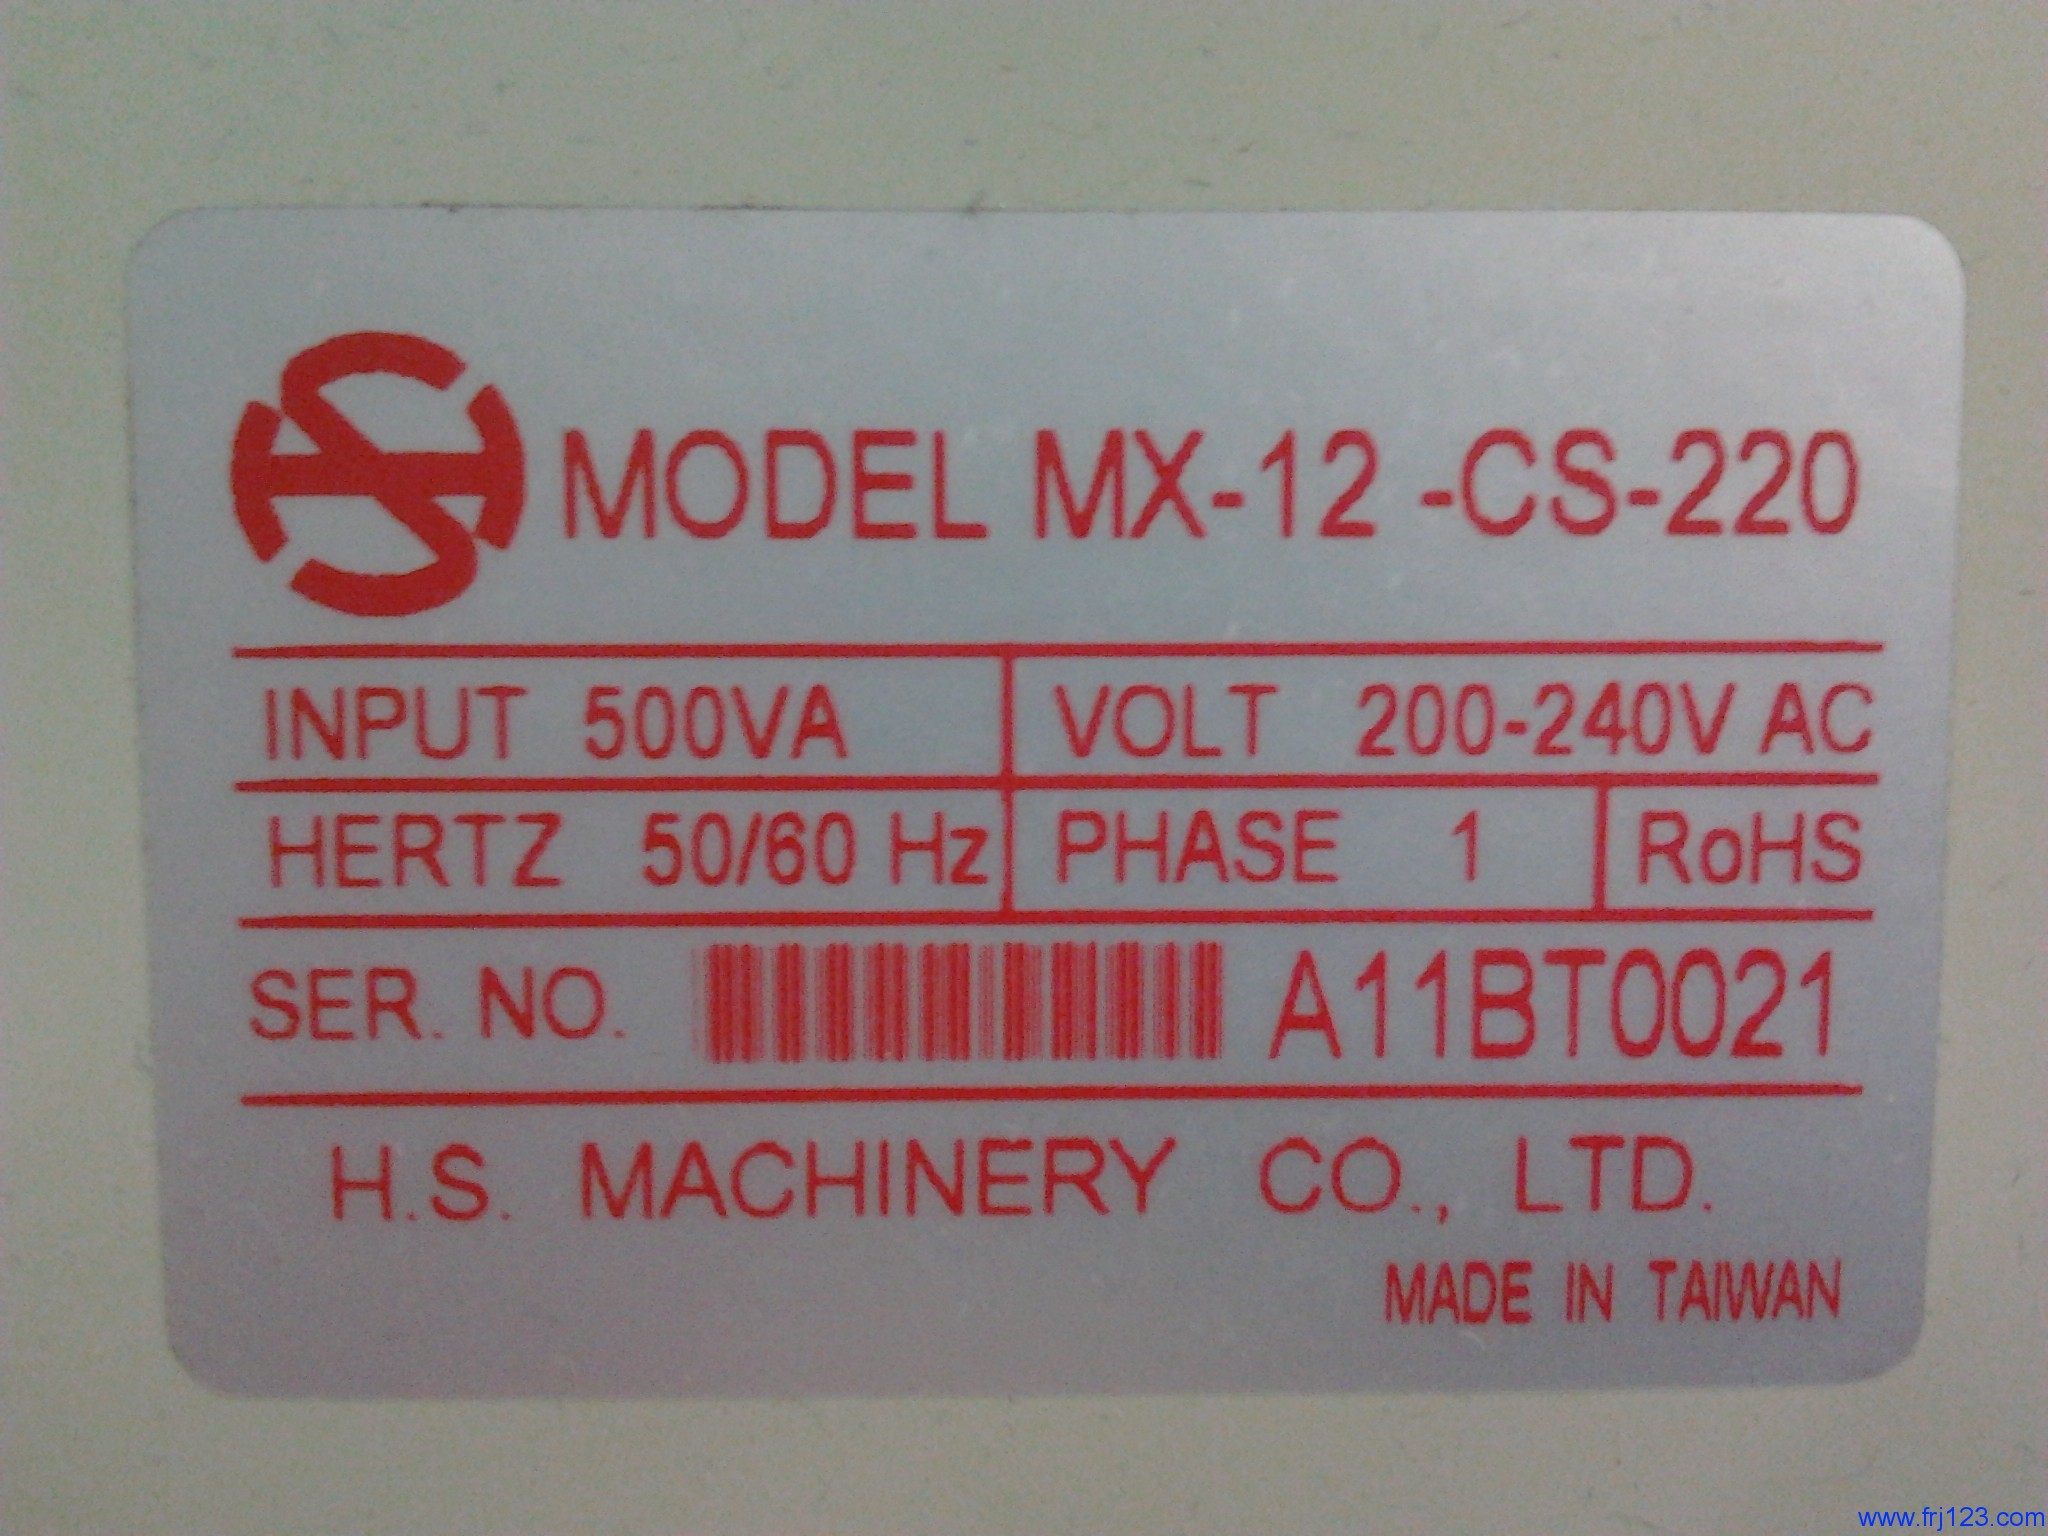 MODEL MX-12 -CS-220
INPUT 500VA VOLT 200-240V AC
HERTZ 50/60 Hz PHASE 1 RoHS
SER. NO. A11BT0021
H.S. MACHINERY CO., LTD.
MADE IN TAIWAN
www.frj123.com